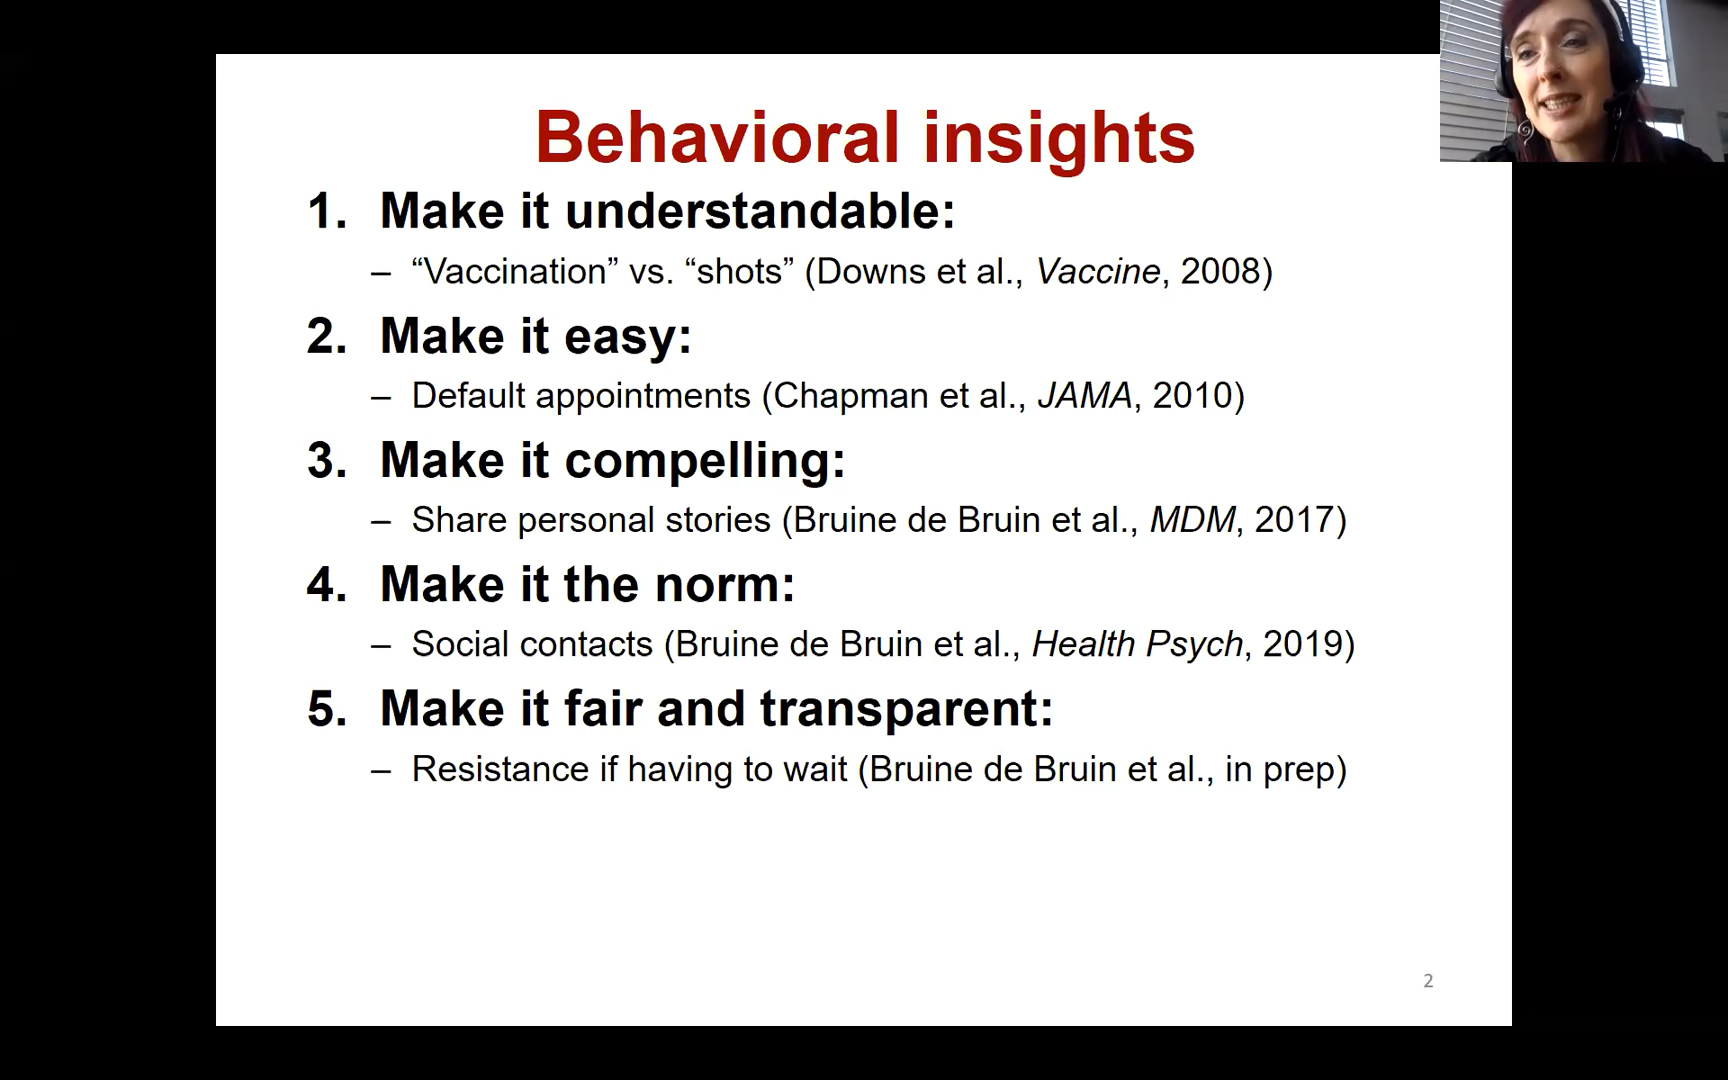 Behavioral insights
1. Make it understandable:
– “Vaccination” vs. “shots” (Downs et al., Vaccine, 2008)
2. Make it easy:
– Default appointments (Chapman et al., JAMA, 2010)
3. Make it compelling:
– Share personal stories (Bruine de Bruin et al., MDM, 2017)
4. Make it the norm:
– Social contacts (Bruine de Bruin et al., Health Psych, 2019)
5. Make it fair and transparent:
– Resistance if having to wait (Bruine de Bruin et al., in prep)
2